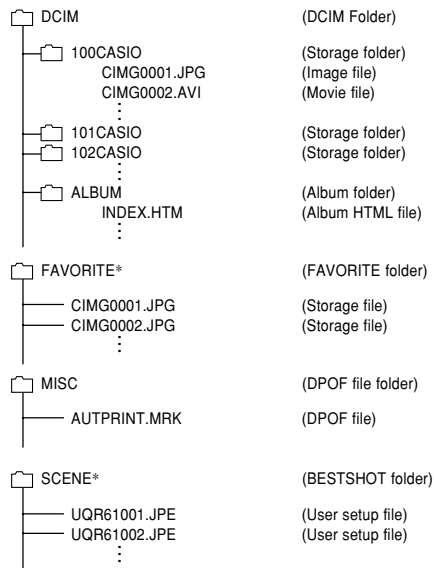 DCIM (DCIM Folder)
100CASIO (Storage folder)
CIMG0001.JPG (Image file)
CIMG0002.AVI (Movie file)
101CASIO (Storage folder)
102CASIO (Storage folder)
ALBUM (Album folder)
INDEX.HTM (Album HTML file)
FAVORITE* (FAVORITE folder)
CIMG0001.JPG (Storage file)
CIMG0002.JPG (Storage file)
MISC (DPOF file folder)
AUTPRINT.MRK (DPOF file)
SCENE* (BESTSHOT folder)
UQR61001.JPE (User setup file)
UQR61002.JPE (User setup file)